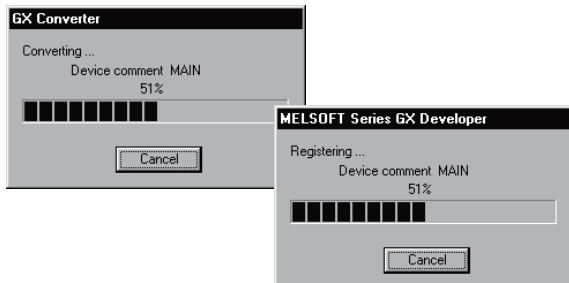 GX Converter
Converting ...
Device comment MAIN
51%
Cancel
MELSOFT Series GX Developer
Registering ...
Device comment MAIN
51%
Cancel